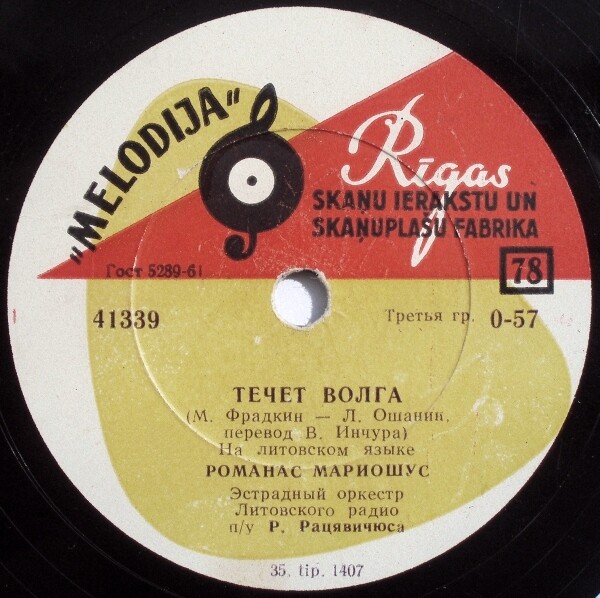 "MELODIJA"
Rīgas
SKAŅU IERAKSTU UN
SKAŅUPLAŠU FABRIKA
Гост 5289-61
78
41339
Третья гр. 0-57
ТЕЧЕТ ВОЛГА
(М. Фрадкин — Л. Ошанин,
перевод В. Инчура)
На литовском языке
РОМАНАС МАРИОШУС
Эстрадный оркестр
Литовского радио
п/у Р. Рацявичюса
35. tip. 1407